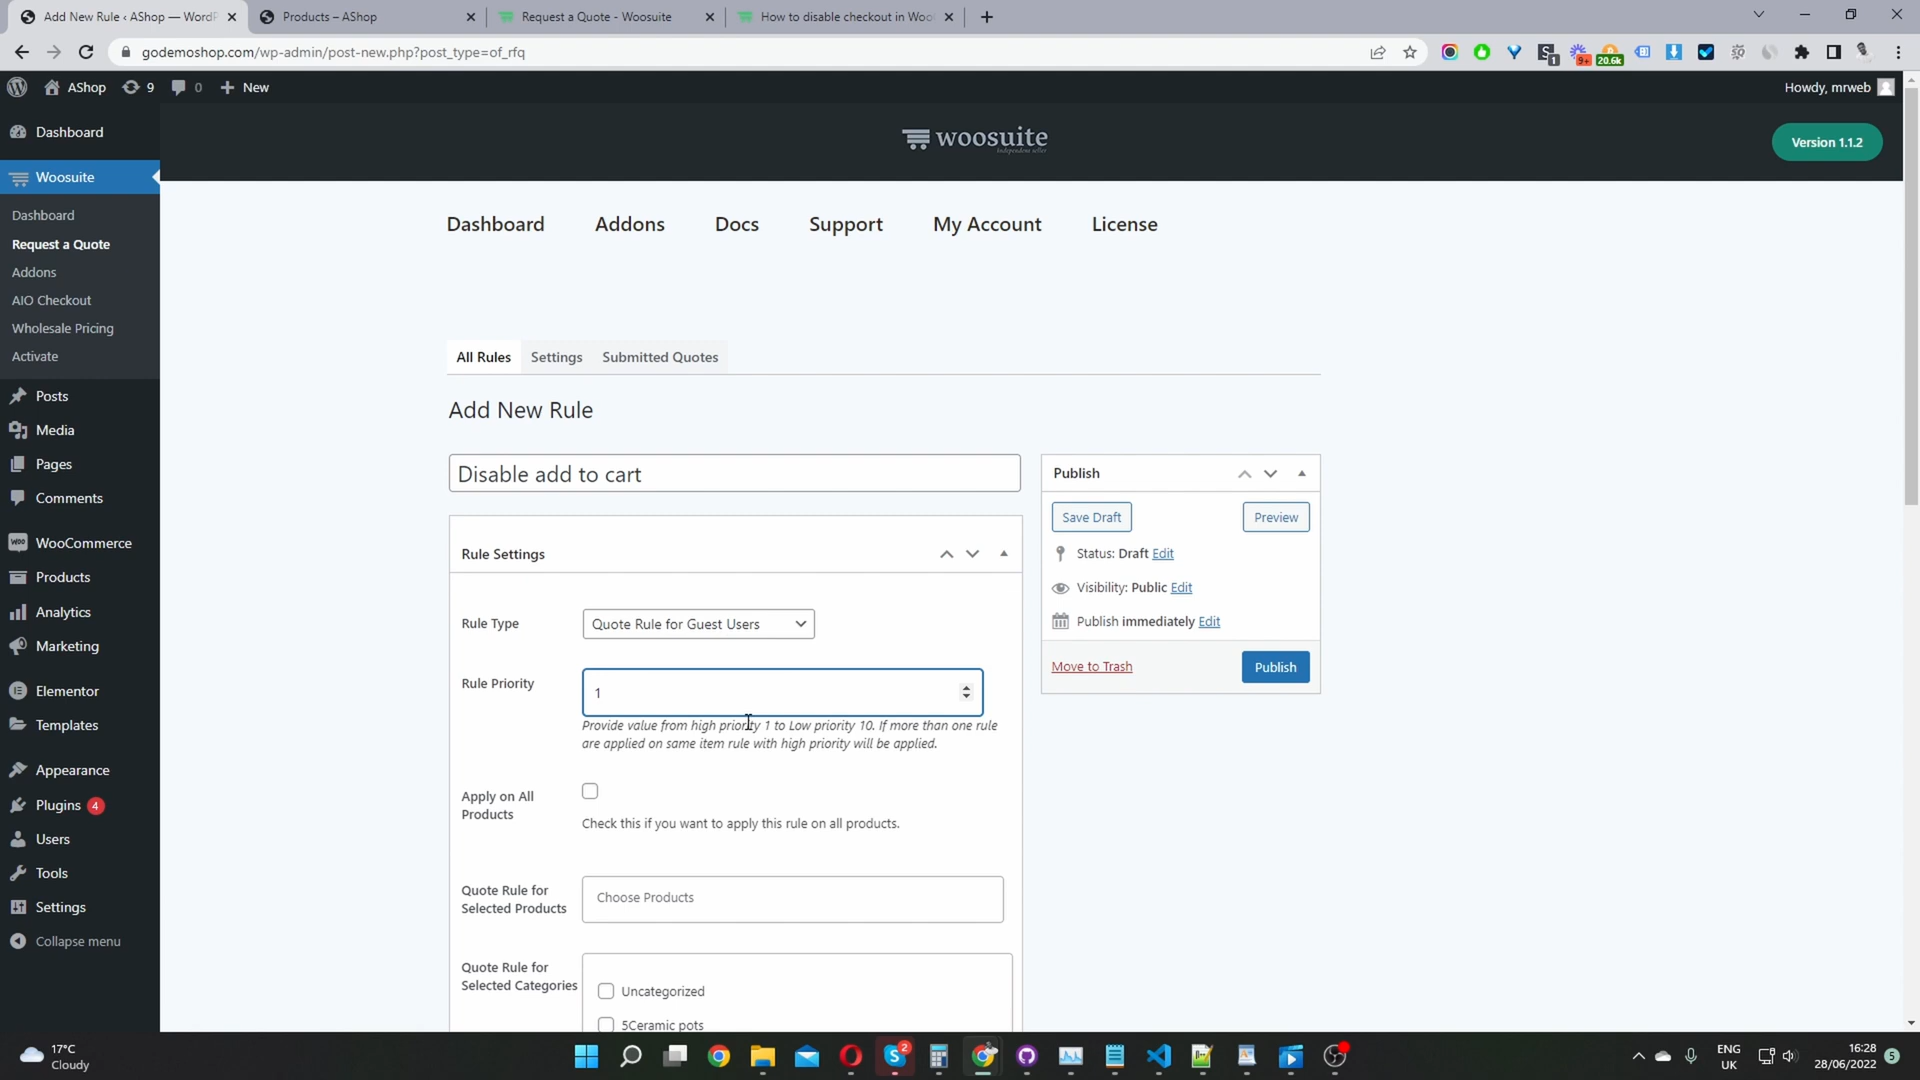 Add New Rule ‹ AShop — WordP
Products – AShop
Request a Quote - Woosuite
How to disable checkout in Woo
godemoshop.com/wp-admin/post-new.php?post_type=of_rfq
1
9+
20.6k
AShop
9
0
New
Howdy, mrweb
Dashboard
Woosuite
Dashboard
Request a Quote
Addons
AIO Checkout
Wholesale Pricing
Activate
Posts
Media
Pages
Comments
WooCommerce
Products
Analytics
Marketing
Elementor
Templates
Appearance
Plugins 4
Users
Tools
Settings
Collapse menu
woosuite
Independent seller
Version 1.1.2
Dashboard
Addons
Docs
Support
My Account
License
All Rules
Settings
Submitted Quotes
Add New Rule
Disable add to cart
Rule Settings
Rule Type
Quote Rule for Guest Users
Rule Priority
1
Provide value from high priority 1 to Low priority 10. If more than one rule
are applied on same item rule with high priority will be applied.
Apply on All
Products
Check this if you want to apply this rule on all products.
Quote Rule for
Selected Products
Choose Products
Quote Rule for
Selected Categories
Uncategorized
5Ceramic pots
Publish
Save Draft
Preview
Status: Draft Edit
Visibility: Public Edit
Publish immediately Edit
Move to Trash
Publish
17°C
Cloudy
2
ENG
UK
16:28
28/06/2022
5